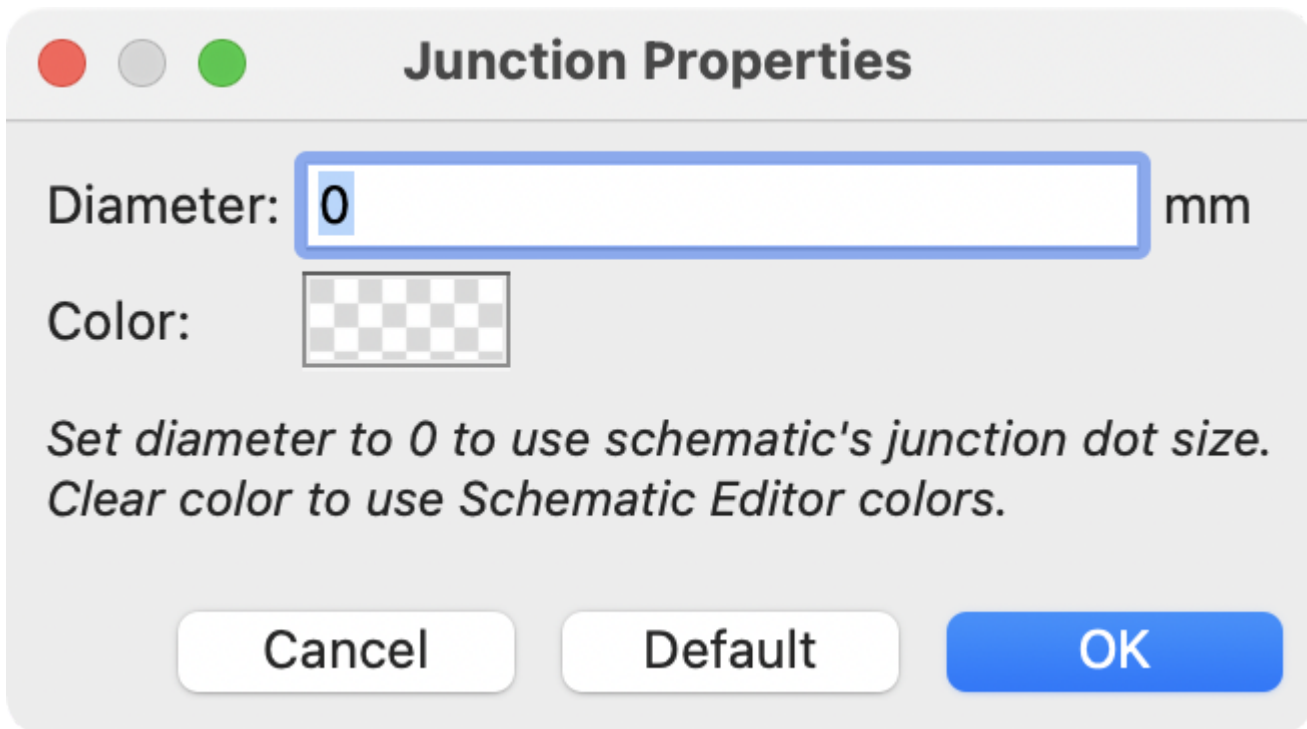 Junction Properties
Diameter: 0 mm
Color:
Set diameter to 0 to use schematic's junction dot size.
Clear color to use Schematic Editor colors.
Cancel Default OK